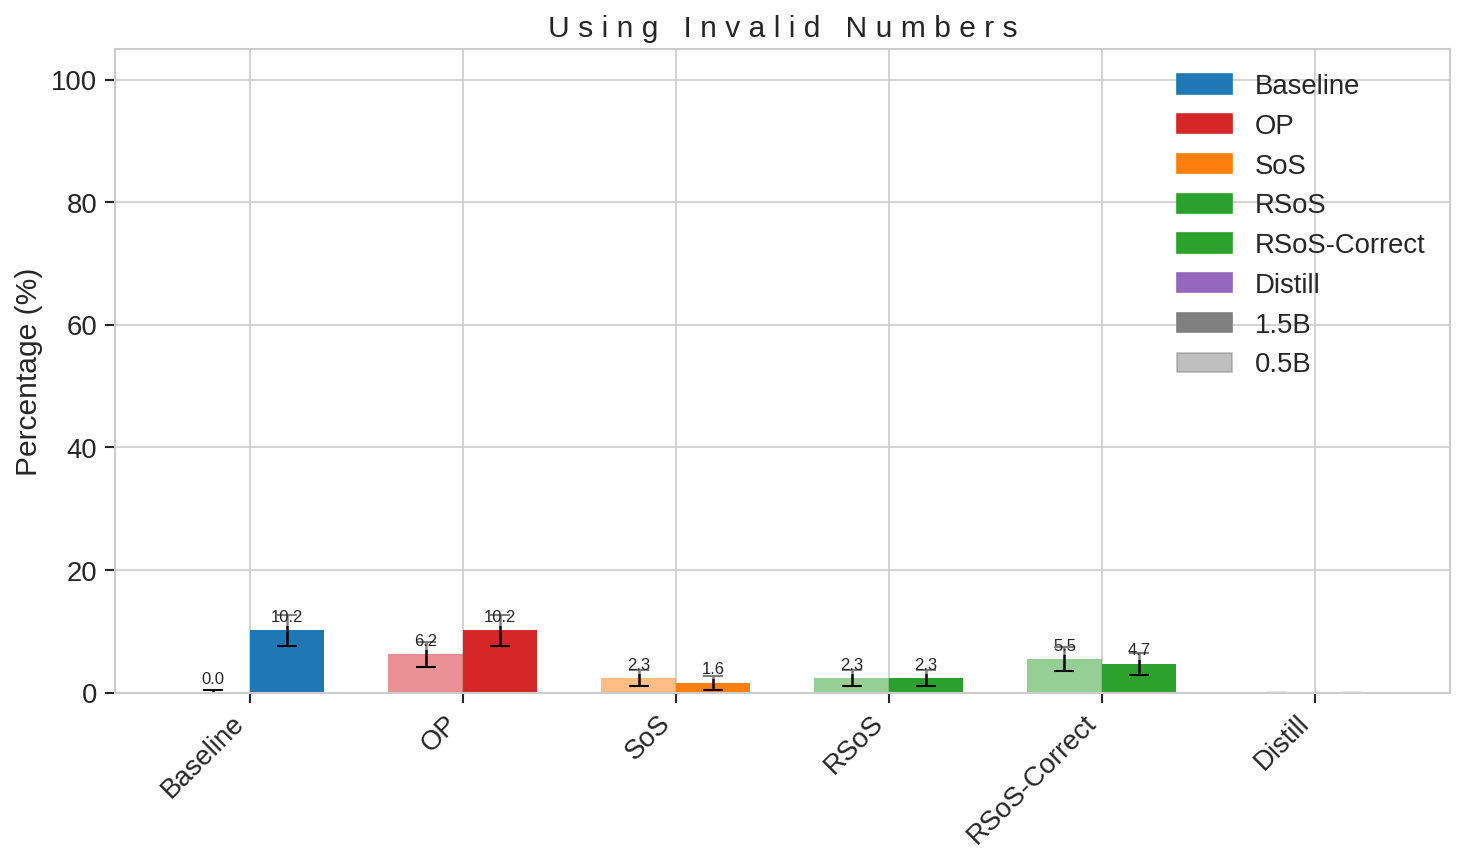 Using Invalid Numbers
Percentage (%)
100
80
60
40
20
0
Baseline
OP
SoS
RSoS
RSoS-Correct
Distill
1.5B
0.5B
0.0
10.2
6.2
10.2
2.3
1.6
2.3
2.3
5.5
4.7
Baseline
OP
SoS
RSoS
RSoS-Correct
Distill